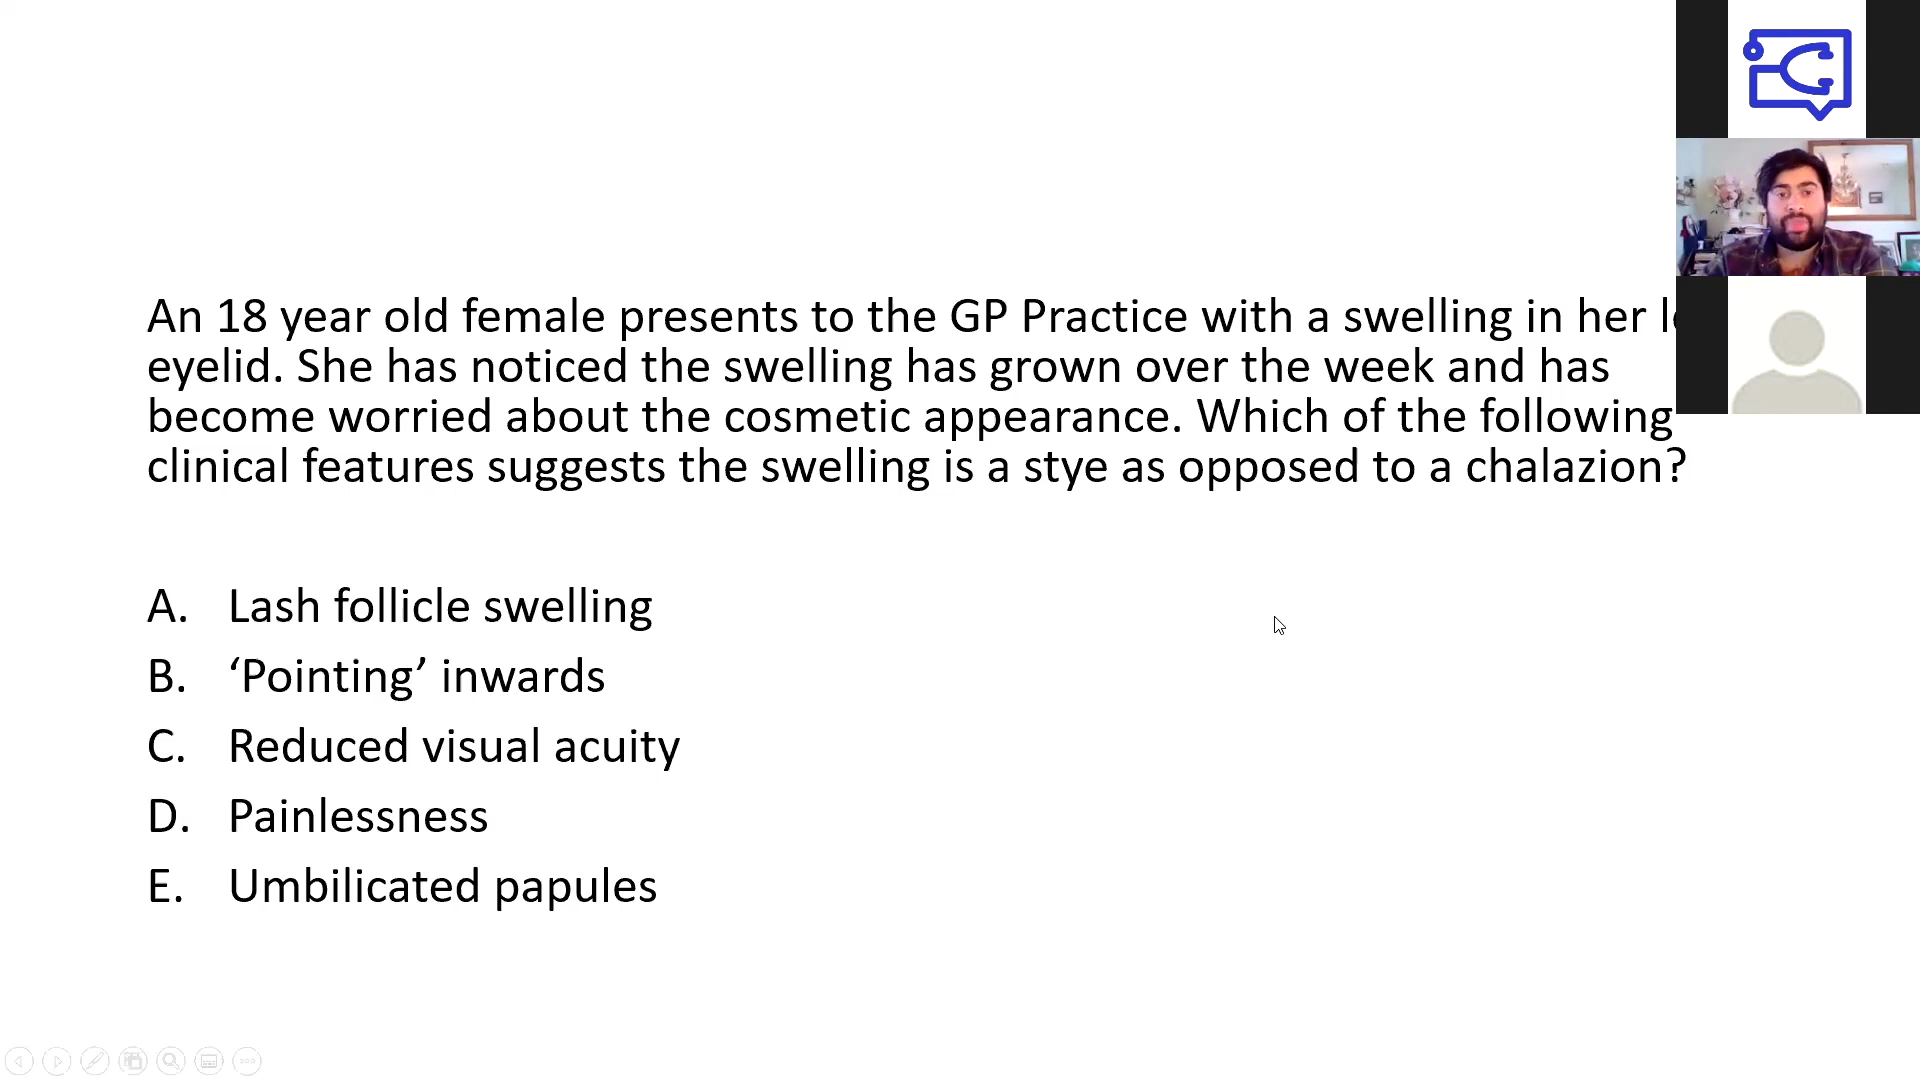 An 18 year old female presents to the GP Practice with a swelling in her
eyelid. She has noticed the swelling has grown over the week and has
become worried about the cosmetic appearance. Which of the following
clinical features suggests the swelling is a stye as opposed to a chalazion?
A. Lash follicle swelling
B. ‘Pointing’ inwards
C. Reduced visual acuity
D. Painlessness
E. Umbilicated papules